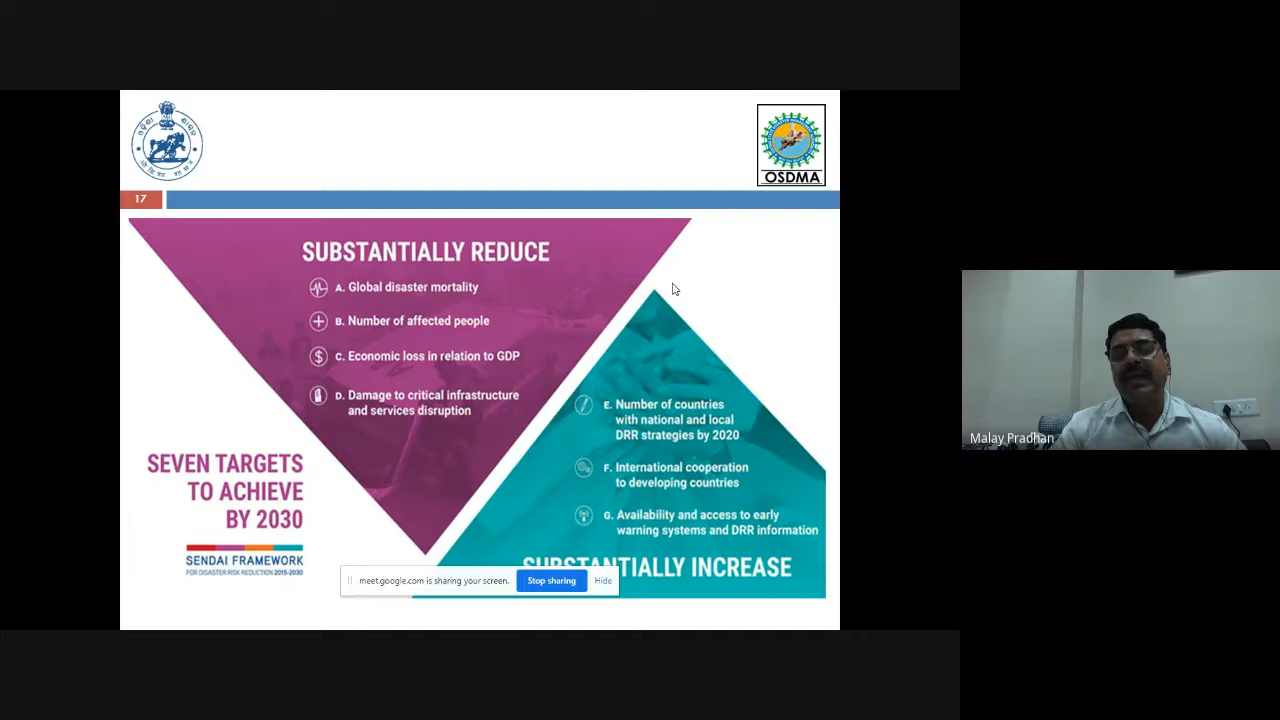 OSDMA
17
SUBSTANTIALLY REDUCE
A. Global disaster mortality
B. Number of affected people
C. Economic loss in relation to GDP
D. Damage to critical infrastructure
and services disruption
E. Number of countries
with national and local
DRR strategies by 2020
F. International cooperation
to developing countries
G. Availability and access to early
warning systems and DRR information
SUBSTANTIALLY INCREASE
SEVEN TARGETS
TO ACHIEVE
BY 2030
SENDAI FRAMEWORK
FOR DISASTER RISK REDUCTION 2015-2030
meet.google.com is sharing your screen.
Stop sharing
Hide
Malay Pradhan